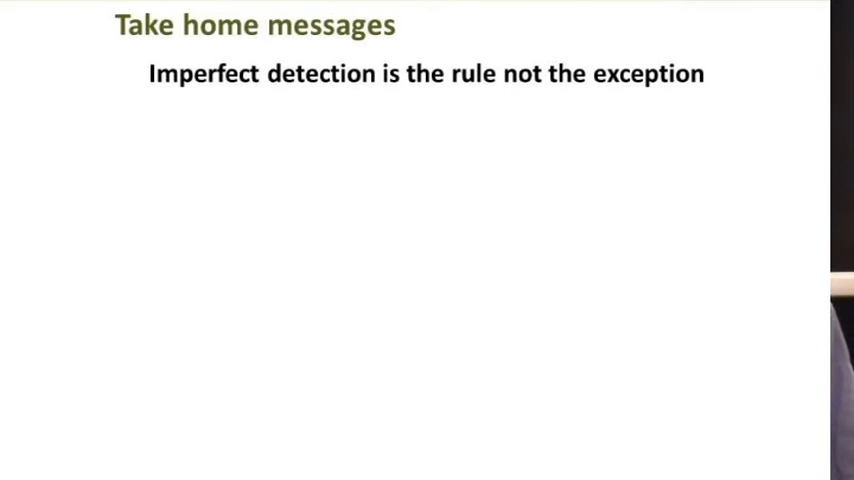 Take home messages
Imperfect detection is the rule not the exception